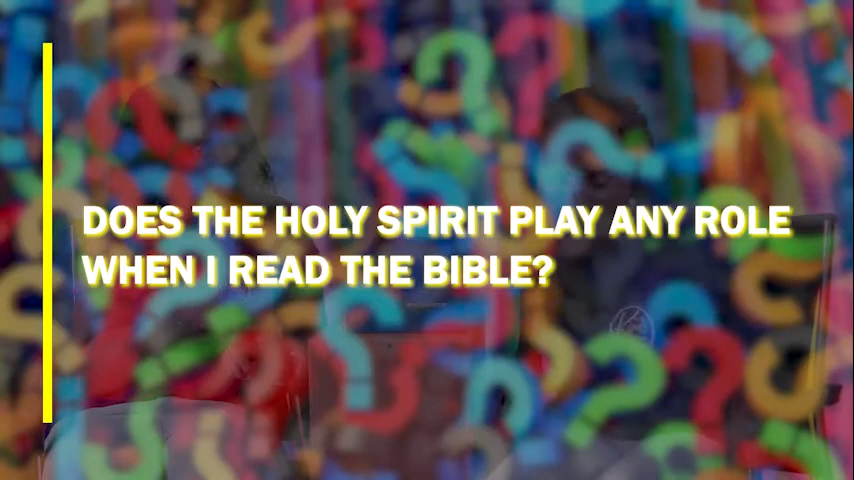 DOES THE HOLY SPIRIT PLAY ANY ROLE
WHEN I READ THE BIBLE?